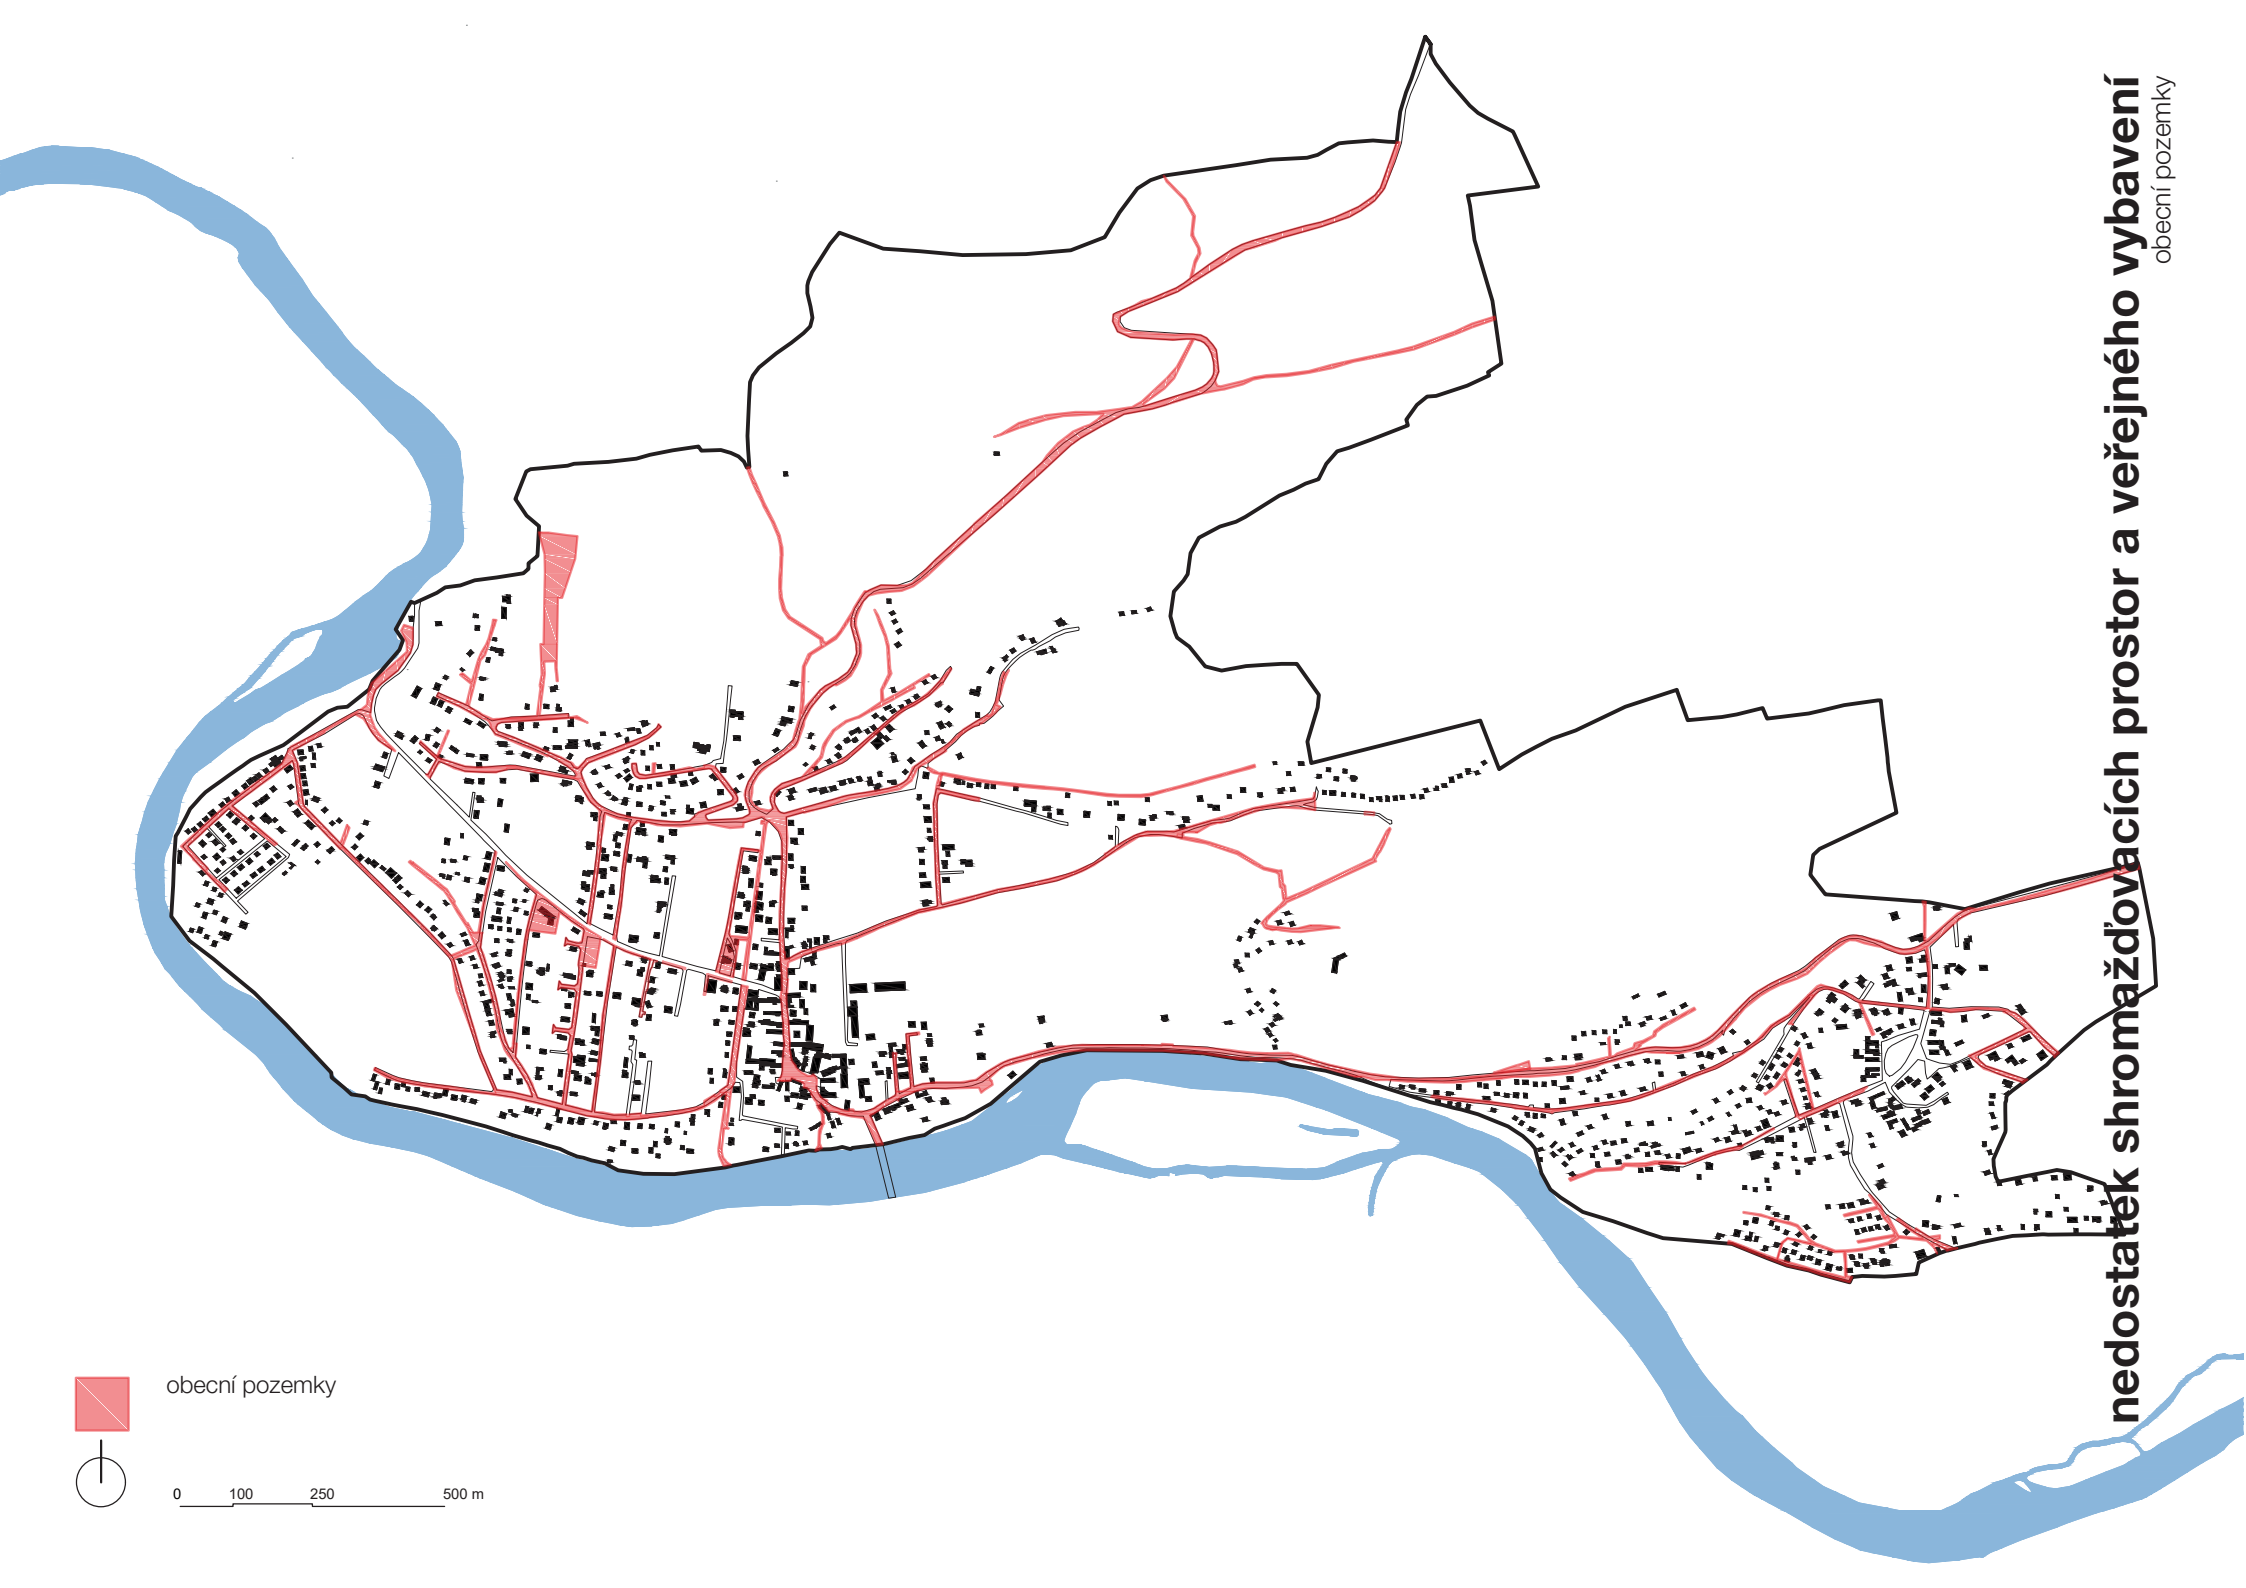 nedostatek shromažďovacích prostor a veřejného vybavení
obecní pozemky
obecní pozemky
0 100 250 500 m